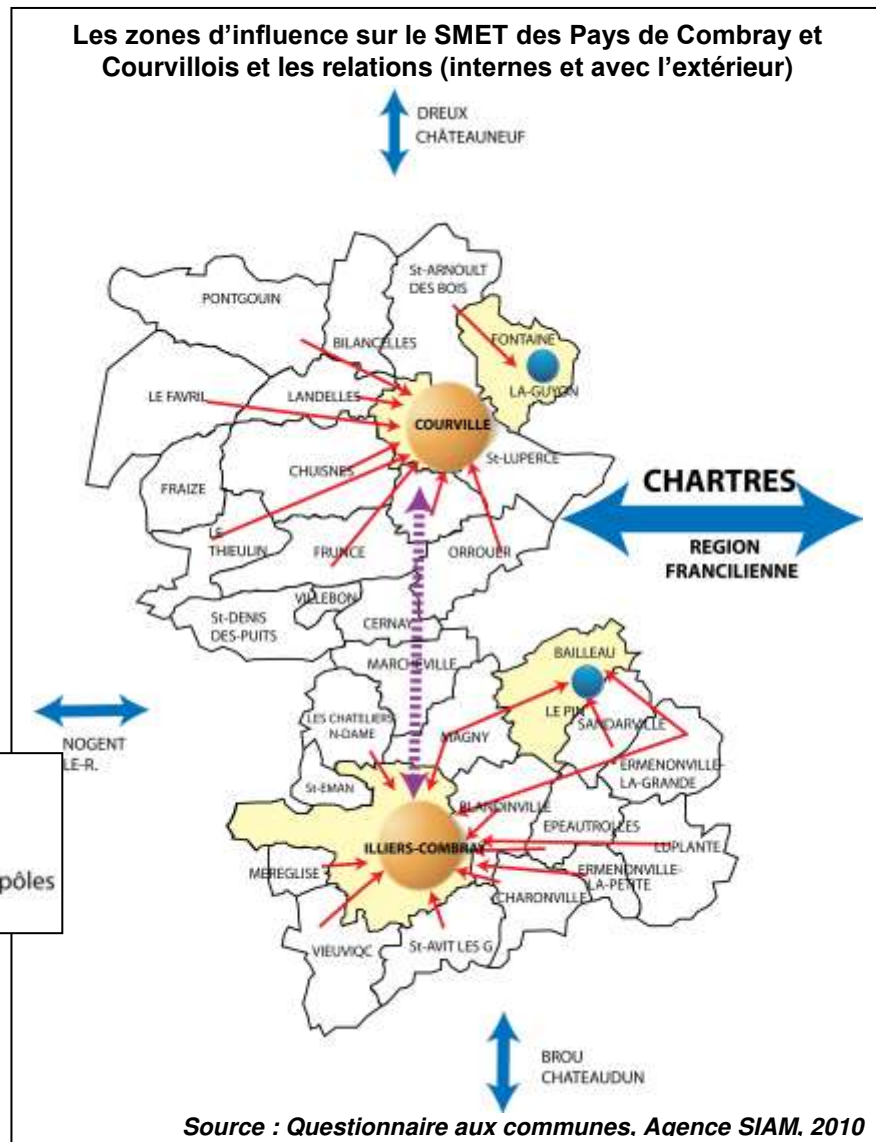 Les zones d’influence sur le SMET des Pays de Combray et
Courvillois et les relations (internes et avec l’extérieur)
DREUX
CHÂTEAUNEUF
St-ARNOULT
DES BOIS
PONTGOUIN
BILANCELLES
FONTAINE
LA-GUYON
LE FAVRIL
LANDELLES
COURVILLE
St-LUPERCE
CHUISNES
FRAIZE
CHARTRES
REGION
FRANCILIENNE
LE
THIEULIN
FRUNCE
ORROUER
VILLEBON
St-DENIS
DES-PUITS
CERNAY
MARCHEVILLE
BAILLEAU
LE PIN
SANDARVILLE
LES CHATELIERS
N-DAME
MAGNY
NOGENT
LE-R.
ERMENONVILLE-
LA-GRANDE
St-EMAN
BLANDINVILLE
EPEAUTROLLES
ILLIERS-COMBRAY
LUPLANTE
MEREGLISE
ERMENONVILLE-
LA-PETITE
CHARONVILLE
pôles
VIEUVIQC
St-AVIT LES G
BROU
CHATEAUDUN
Source : Questionnaire aux communes, Agence SIAM, 2010